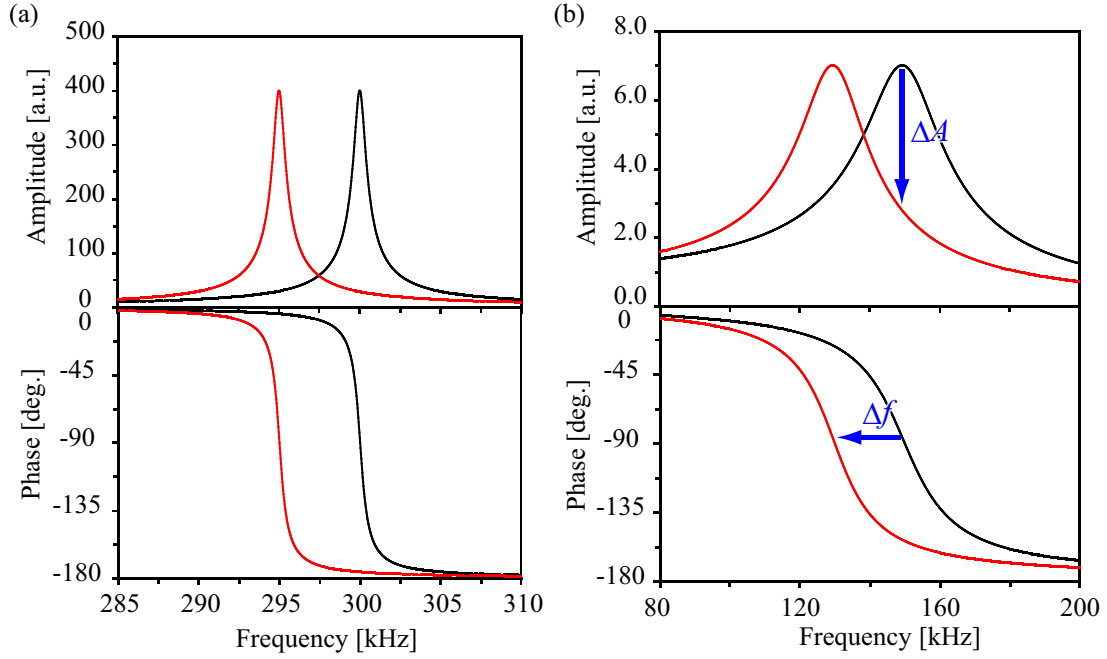 (a)
500
400
300
200
100
0
Amplitude [a.u.]
0
-45
-90
-135
-180
Phase [deg.]
285 290 295 300 305 310
Frequency [kHz]
(b)
8.0
6.0
4.0
2.0
0.0
Amplitude [a.u.]
ΔA
0
-45
-90
-135
-180
Phase [deg.]
Δf
80 120 160 200
Frequency [kHz]